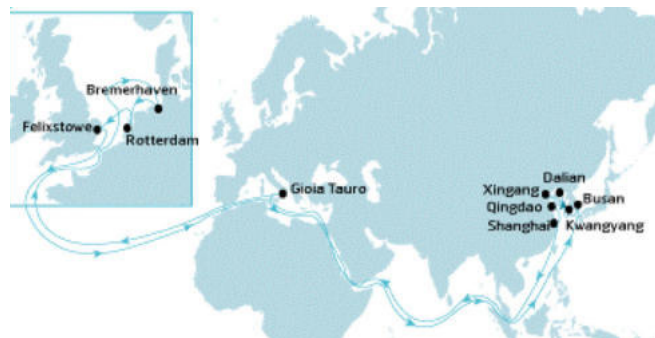 Bremerhaven
Felixstowe
Rotterdam
Gioia Tauro
Dalian
Xingang
Busan
Qingdao
Shanghai
Kwangyang